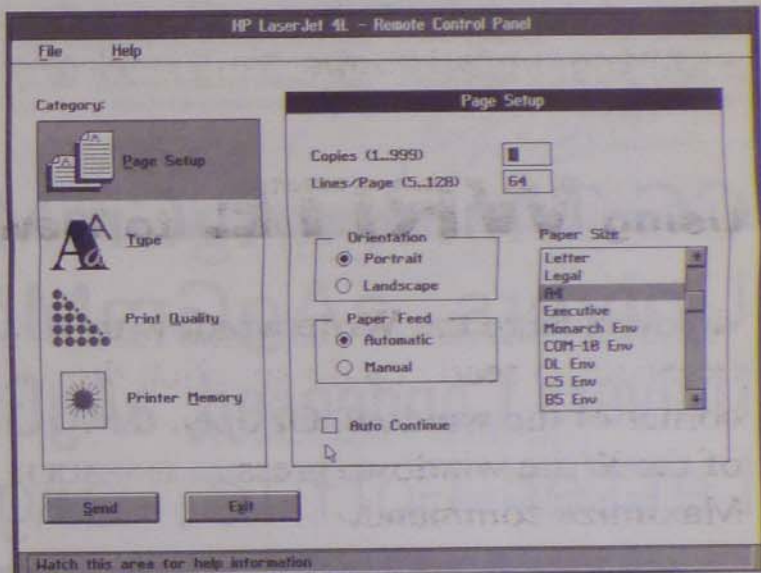 HP LaserJet 4L - Remote Control Panel
File Help
Category:
Page Setup
Type
Print Quality
Printer Memory
Send
Exit
Page Setup
Copies (1..999)
Lines/Page (5..128) 64
Orientation
Portrait
Landscape
Paper Feed
Automatic
Manual
Auto Continue
Paper Size
Letter
Legal
A4
Executive
Monarch Env
COM-10 Env
DL Env
C5 Env
B5 Env
Watch this area for help information